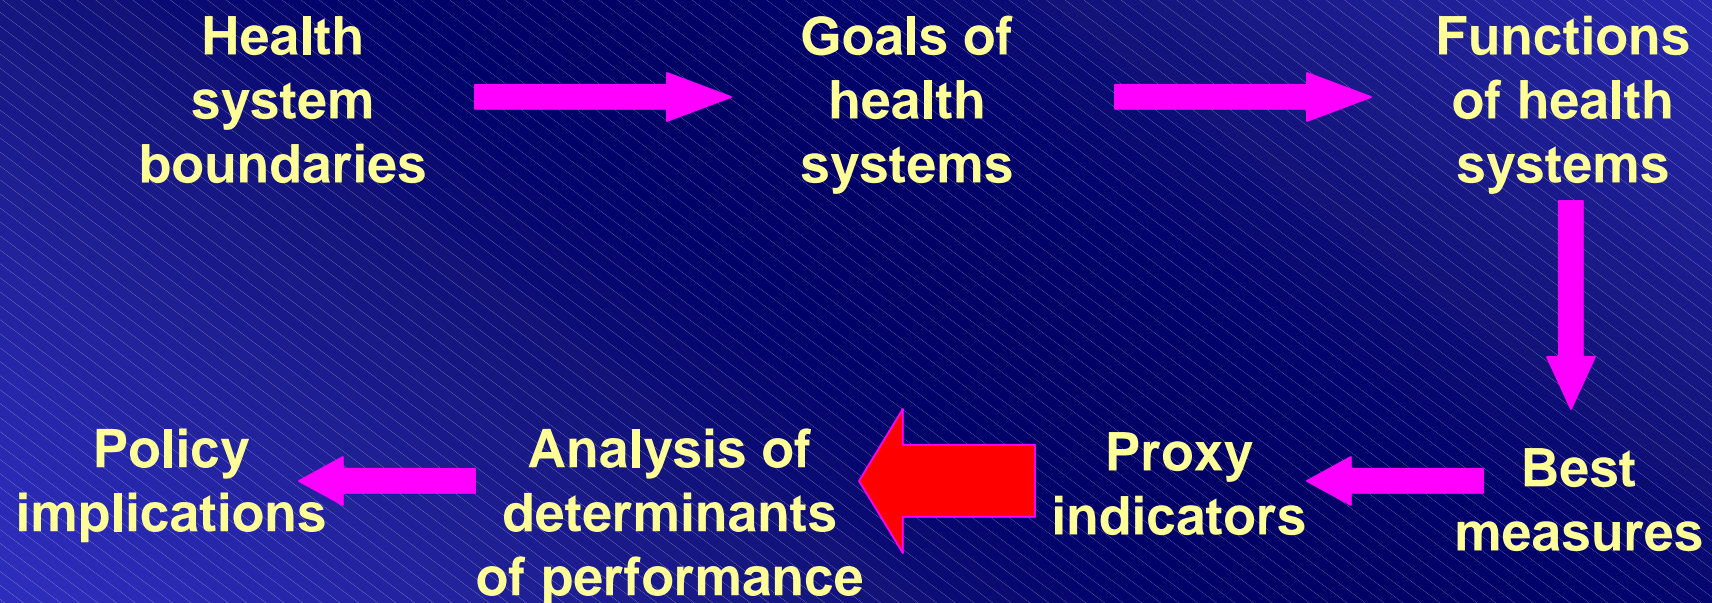 Health
system
boundaries
Goals of
health
systems
Functions
of health
systems
Best
measures
Proxy
indicators
Analysis of
determinants
of performance
Policy
implications